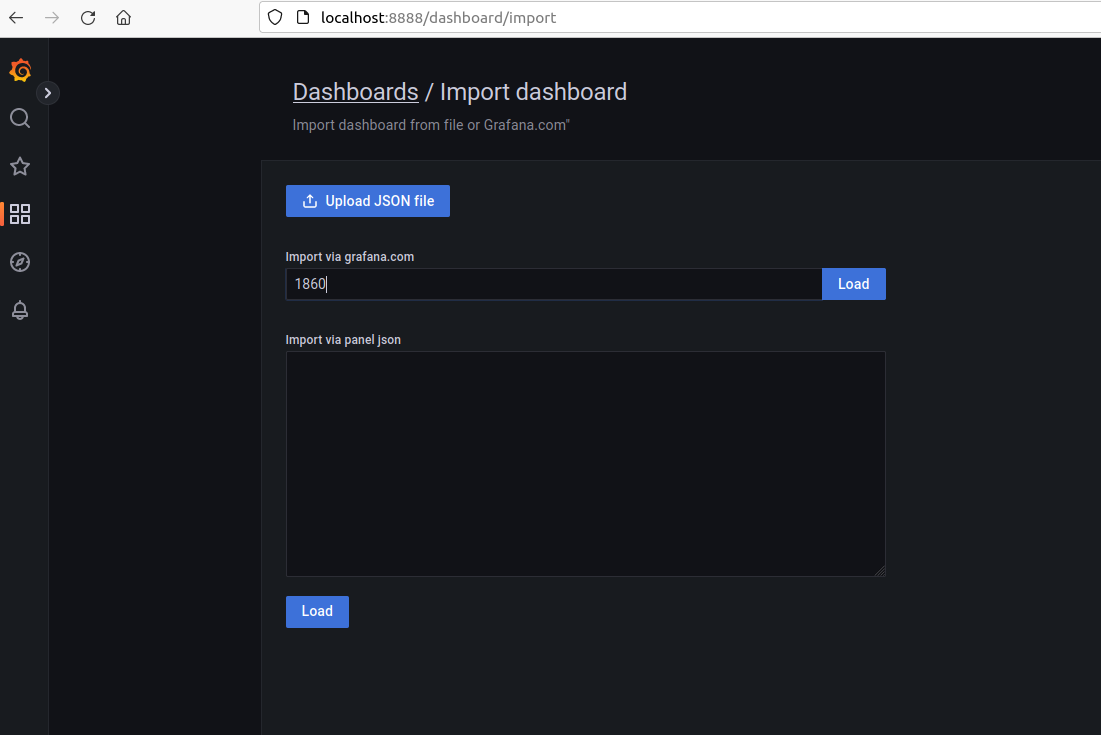 localhost:8888/dashboard/import
Dashboards / Import dashboard
Import dashboard from file or Grafana.com"
Upload JSON file
Import via grafana.com
1860
Load
Import via panel json
Load